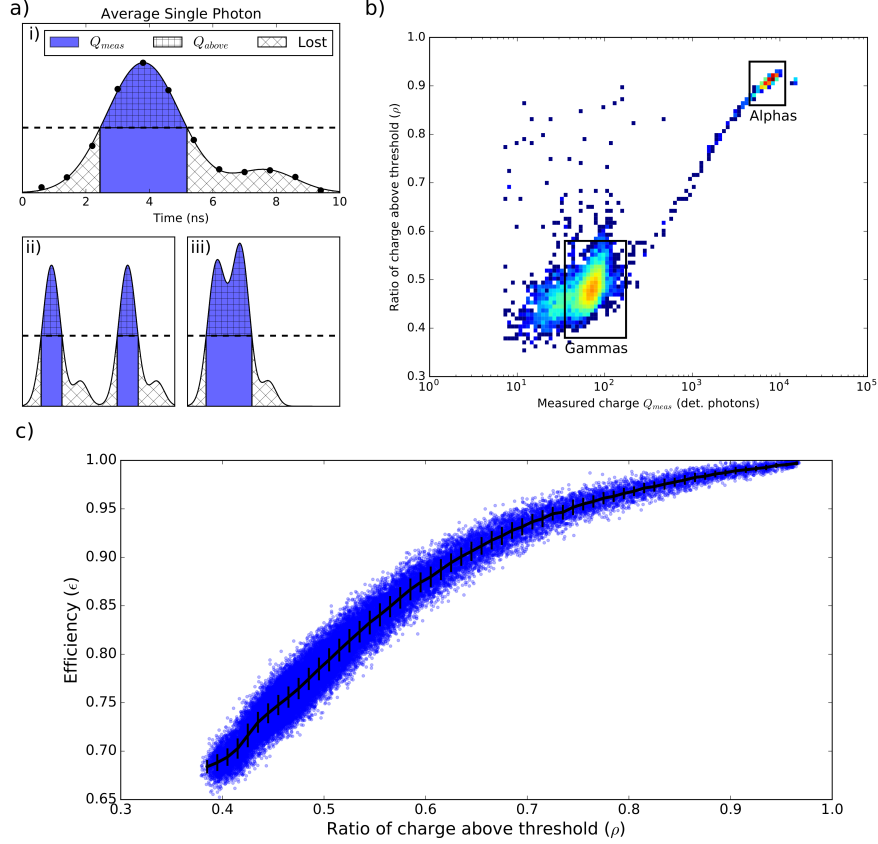 a)
Average Single Photon
i)
Q_meas Q_above Lost
0 2 4 6 8 10
Time (ns)
ii) iii)
b)
1.0
0.9
0.8
0.7
0.6
0.5
0.4
0.3
Ratio of charge above threshold (ρ)
Alphas
Gammas
10^0 10^1 10^2 10^3 10^4 10^5
Measured charge Q_meas (det. photons)
c)
1.00
0.95
0.90
0.85
0.80
0.75
0.70
0.65
Efficiency (ϵ)
0.3 0.4 0.5 0.6 0.7 0.8 0.9 1.0
Ratio of charge above threshold (ρ)